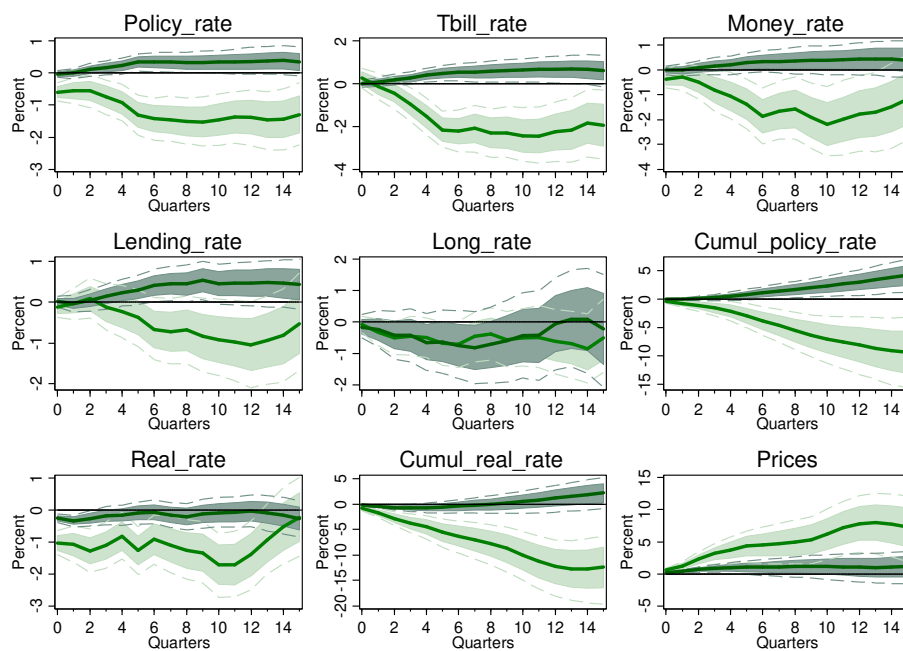 Policy_rate
Percent
1
0
-1
-2
-3
0 2 4 6 8 10 12 14
Quarters
Tbill_rate
Percent
2
0
-2
-4
0 2 4 6 8 10 12 14
Quarters
Money_rate
Percent
1
0
-1
-2
-3
-4
0 2 4 6 8 10 12 14
Quarters
Lending_rate
Percent
1
0
-1
-2
0 2 4 6 8 10 12 14
Quarters
Long_rate
Percent
2
1
0
-1
-2
0 2 4 6 8 10 12 14
Quarters
Cumul_policy_rate
Percent
5
0
-5
-10
-15
0 2 4 6 8 10 12 14
Quarters
Real_rate
Percent
1
0
-1
-2
-3
0 2 4 6 8 10 12 14
Quarters
Cumul_real_rate
Percent
5
0
-5
-10
-15
-20
0 2 4 6 8 10 12 14
Quarters
Prices
Percent
15
10
5
0
-5
0 2 4 6 8 10 12 14
Quarters